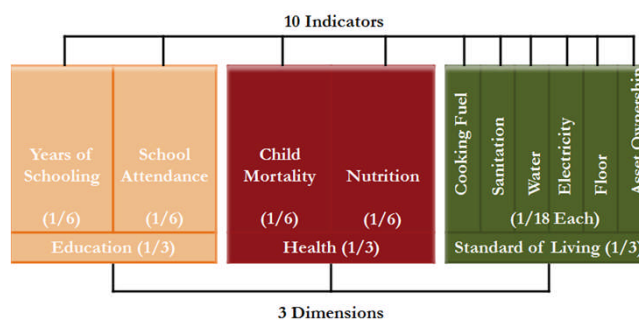 10 Indicators
Years of
Schooling
(1/6)
School
Attendance
(1/6)
Education (1/3)
Child
Mortality
(1/6)
Nutrition
(1/6)
Health (1/3)
Cooking Fuel
Sanitation
Water
Electricity
Floor
Asset Ownership
(1/18 Each)
Standard of Living (1/3)
3 Dimensions